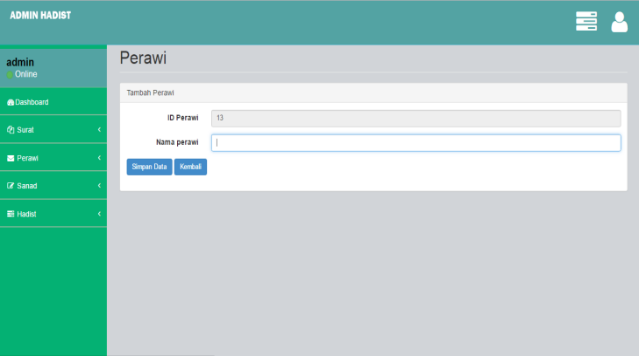 ADMIN HADIST
admin
Online
Dashboard
Surat
Perawi
Sanad
Hadist
Perawi
Tambah Perawi
ID Perawi 13
Nama perawi
Simpan Data Kembali